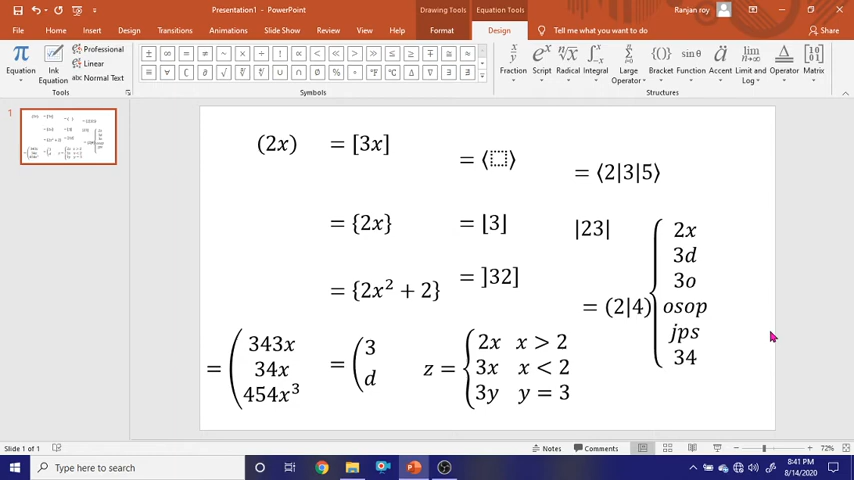 Presentation1 - PowerPoint
Drawing Tools
Equation Tools
Ranjan roy
File Home Insert Draw Design Transitions Animations Slide Show Review View Help Format Design Tell me what you want to do Share
Equation
Ink Equation
Professional
Linear
abc Normal Text
Fraction Script Radical Integral Large Operator Bracket Function Accent Limit and Log Operator Matrix
Tools Symbols Structures
1
(2x) = [3x]
= ⟨⬚⟩
= ⟨2|3|5⟩
= {2x}
= ⌊3⌋
|23|
= {2x² + 2}
= ]32]
= (2|4) { 2x
3d
3o
osop
jps
34
= ( 343x
34x
454x³
= ( 3
d
z = { 2x x > 2
3x x < 2
3y y = 3
Slide 1 of 1
Notes
Comments
72%
Type here to search
8:41 PM
8/14/2020